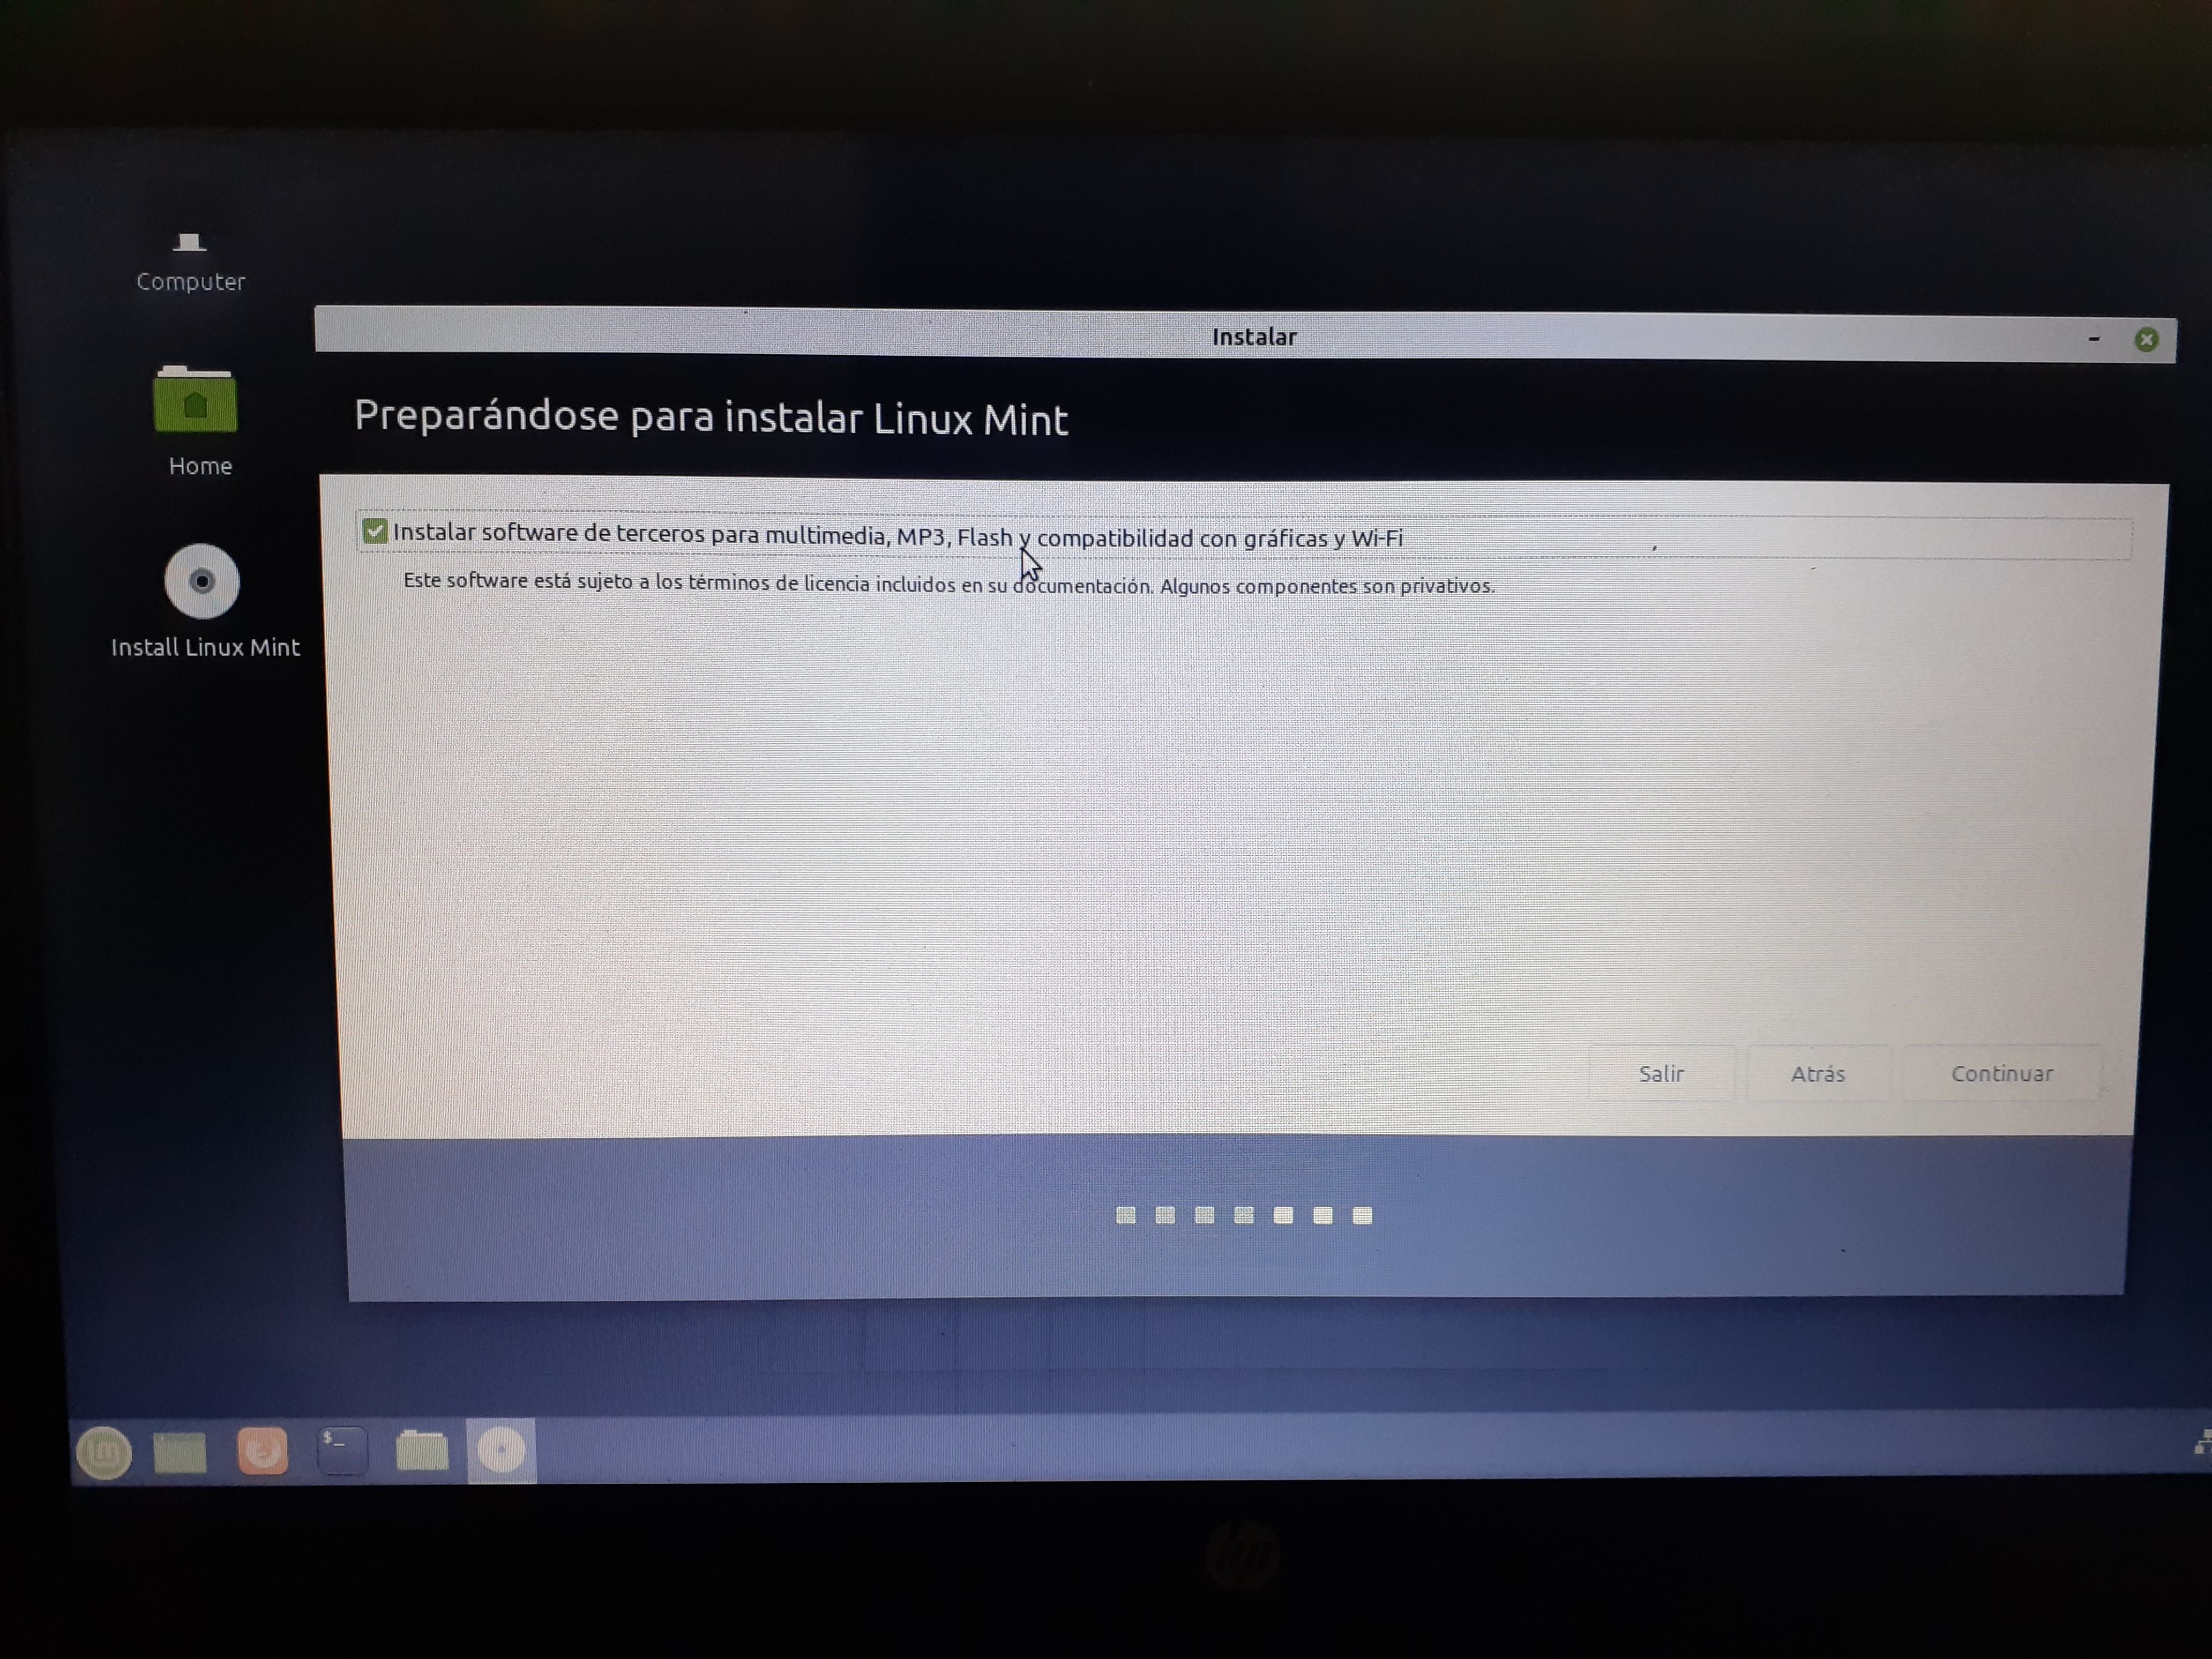 Computer
Instalar
Preparándose para instalar Linux Mint
Home
Instalar software de terceros para multimedia, MP3, Flash y compatibilidad con gráficas y Wi-Fi
Este software está sujeto a los términos de licencia incluidos en su documentación. Algunos componentes son privativos.
Install Linux Mint
Salir
Atrás
Continuar
$_
hp